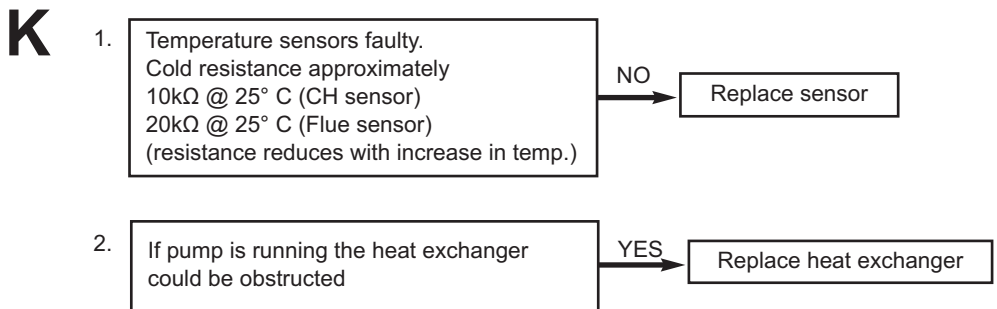 K
1.
Temperature sensors faulty.
Cold resistance approximately
10kΩ @ 25° C (CH sensor)
20kΩ @ 25° C (Flue sensor)
(resistance reduces with increase in temp.)
NO
Replace sensor
2.
If pump is running the heat exchanger
could be obstructed
YES
Replace heat exchanger